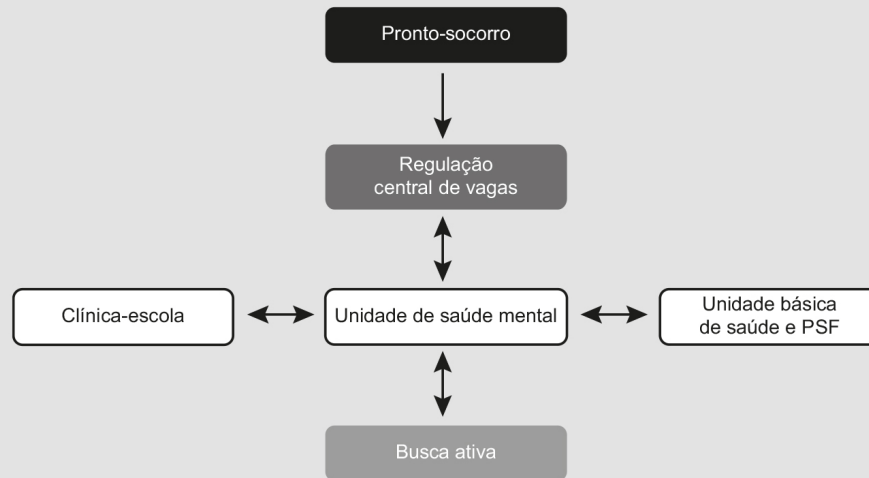 Pronto-socorro
Regulação
central de vagas
Clínica-escola
Unidade de saúde mental
Unidade básica
de saúde e PSF
Busca ativa